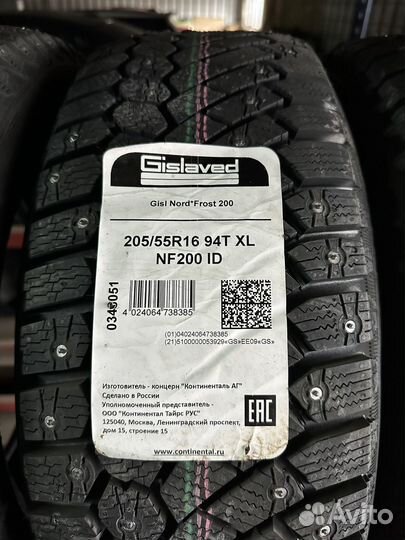 Gislaved
Gisl Nord*Frost 200
205/55R16 94T XL
NF200 ID
0346051
4 024064 738385
(01)04024064738385
(21)5100000053929<GS>EE09<GS>
Изготовитель - концерн "Континенталь АГ"
Сделано в России
Уполномоченный представитель -
ООО "Континентал Тайрс РУС"
125040, Москва, Ленинградский проспект,
дом 15, строение 15
EAC
www.continental.ru
Avito